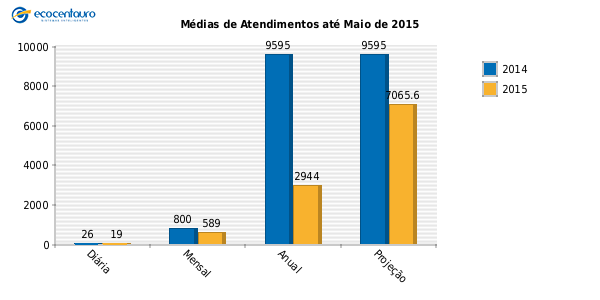 ecocentauro
Médias de Atendimentos até Maio de 2015
10000
8000
6000
4000
2000
0
26
19
800
589
9595
2944
9595
7065.6
Diária
Mensal
Anual
Projeção
2014
2015